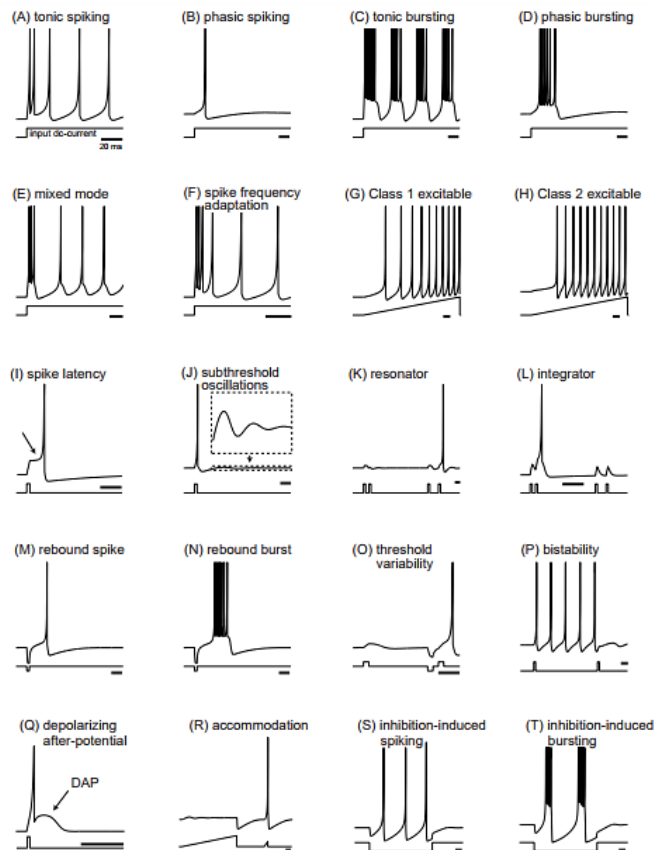 (A) tonic spiking
(B) phasic spiking
(C) tonic bursting
(D) phasic bursting
input dc-current
20 ms
(E) mixed mode
(F) spike frequency
adaptation
(G) Class 1 excitable
(H) Class 2 excitable
(I) spike latency
(J) subthreshold
oscillations
(K) resonator
(L) integrator
(M) rebound spike
(N) rebound burst
(O) threshold
variability
(P) bistability
(Q) depolarizing
after-potential
(R) accommodation
(S) inhibition-induced
spiking
(T) inhibition-induced
bursting
DAP